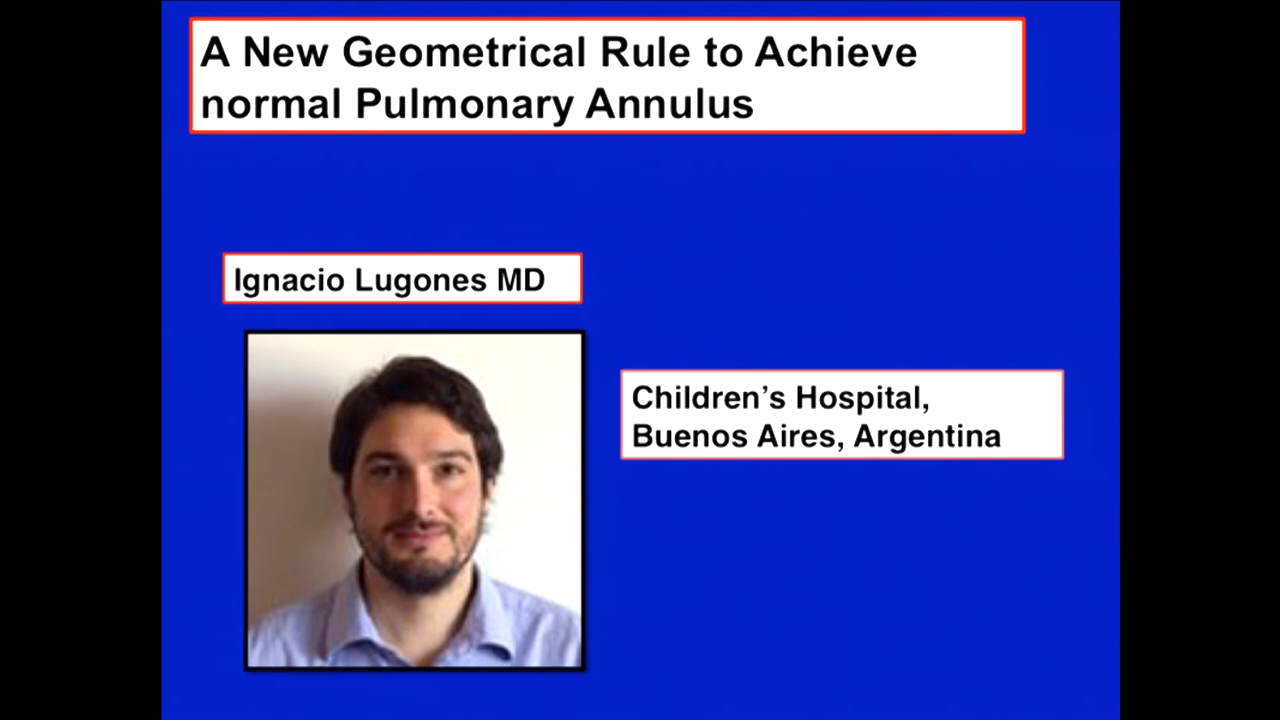 A New Geometrical Rule to Achieve
normal Pulmonary Annulus
Ignacio Lugones MD
Children’s Hospital,
Buenos Aires, Argentina